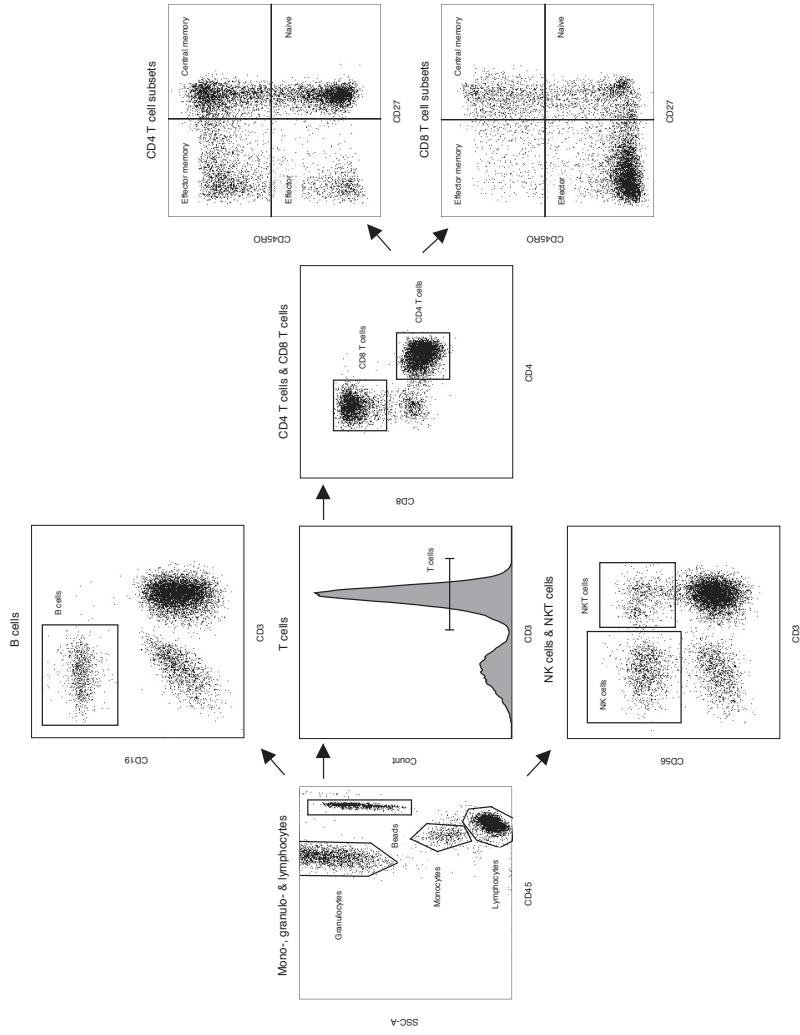 Mono-, granulo- & lymphocytes
SSC-A
Granulocytes
Beads
Monocytes
Lymphocytes
CD45
B cells
CD19
B cells
CD3
T cells
Count
T cells
CD3
NK cells & NKT cells
CD56
NK cells
NKT cells
CD3
CD4 T cells & CD8 T cells
CD8
CD8 T cells
CD4 T cells
CD4
CD4 T cell subsets
CD45RO
Effector memory
Central memory
Effector
Naive
CD27
CD8 T cell subsets
CD45RO
Effector memory
Central memory
Effector
Naive
CD27